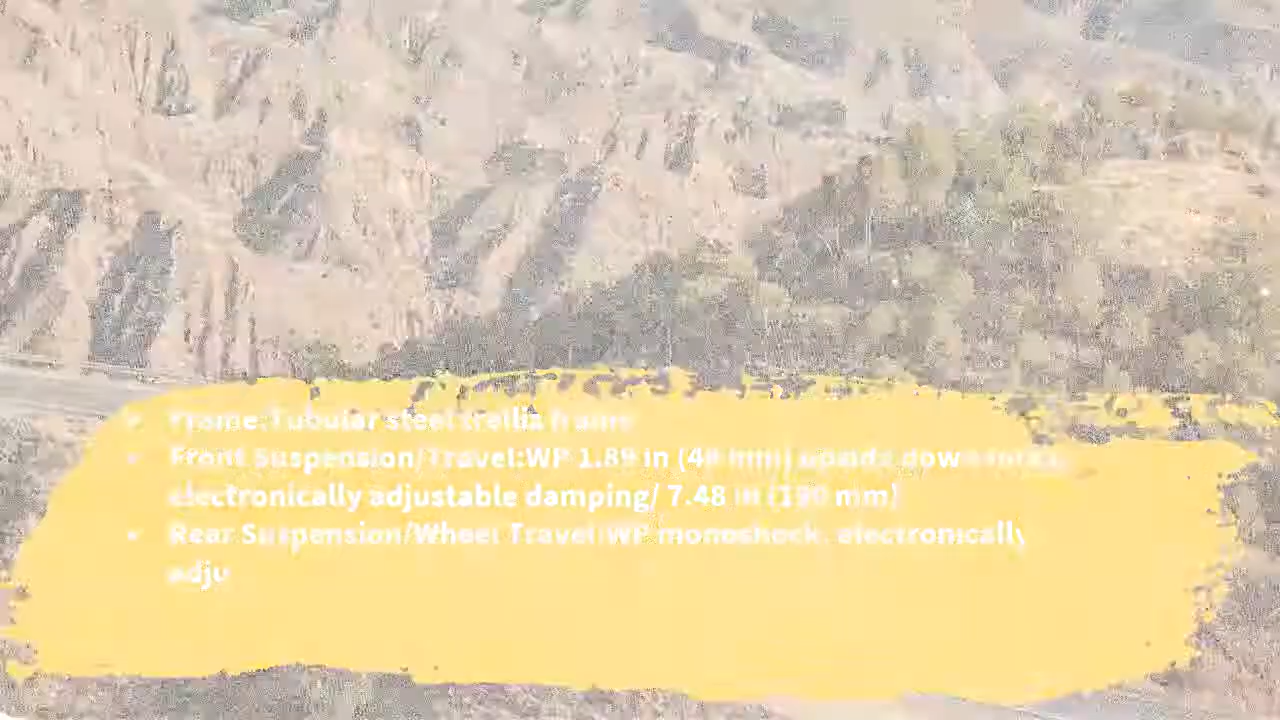 • Frame:Tubular steel trellis frame
• Front Suspension/Travel:WP 1.89 in (48 mm) upside down forks,
electronically adjustable damping/ 7.48 in (190 mm)
• Rear Suspension/Wheel Travel:WP monoshock, electronically
adju